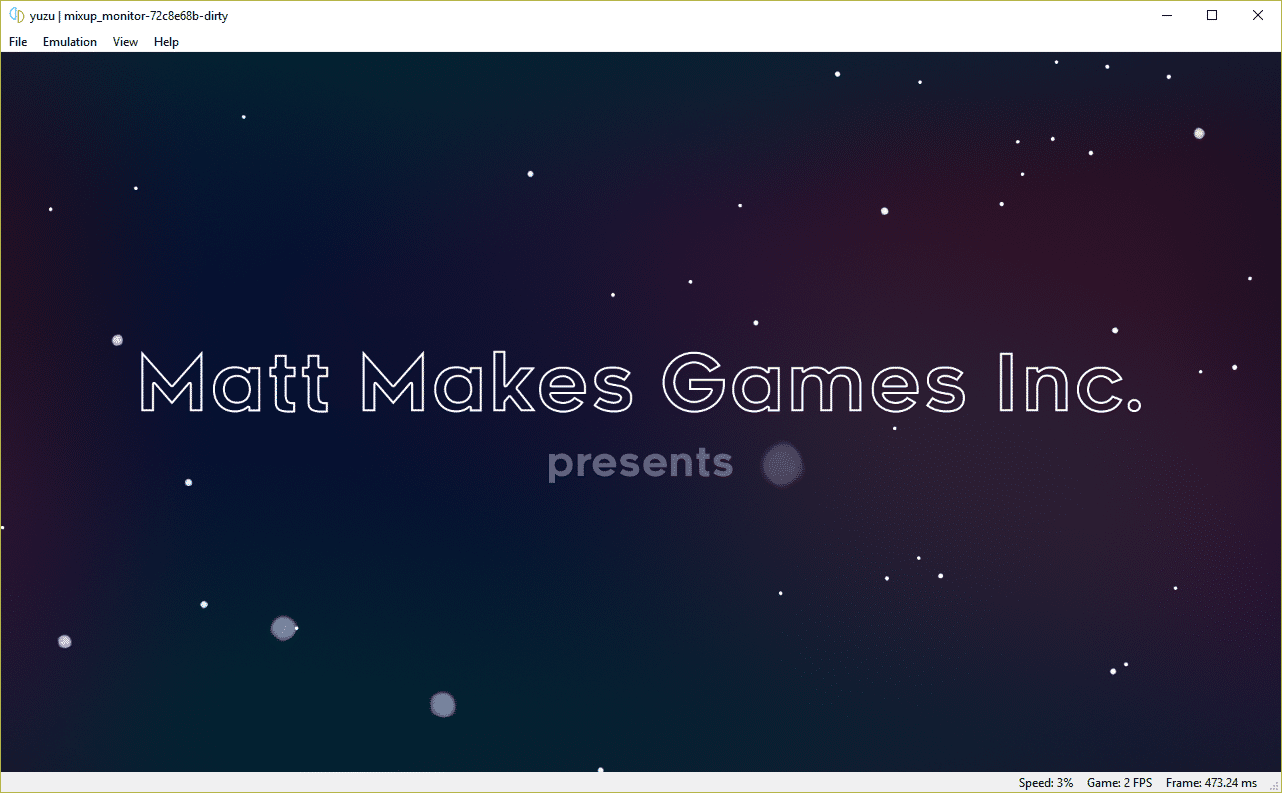 yuzu | mixup_monitor-72c8e68b-dirty
File Emulation View Help
Matt Makes Games Inc.
presents
Speed: 3% Game: 2 FPS Frame: 473.24 ms